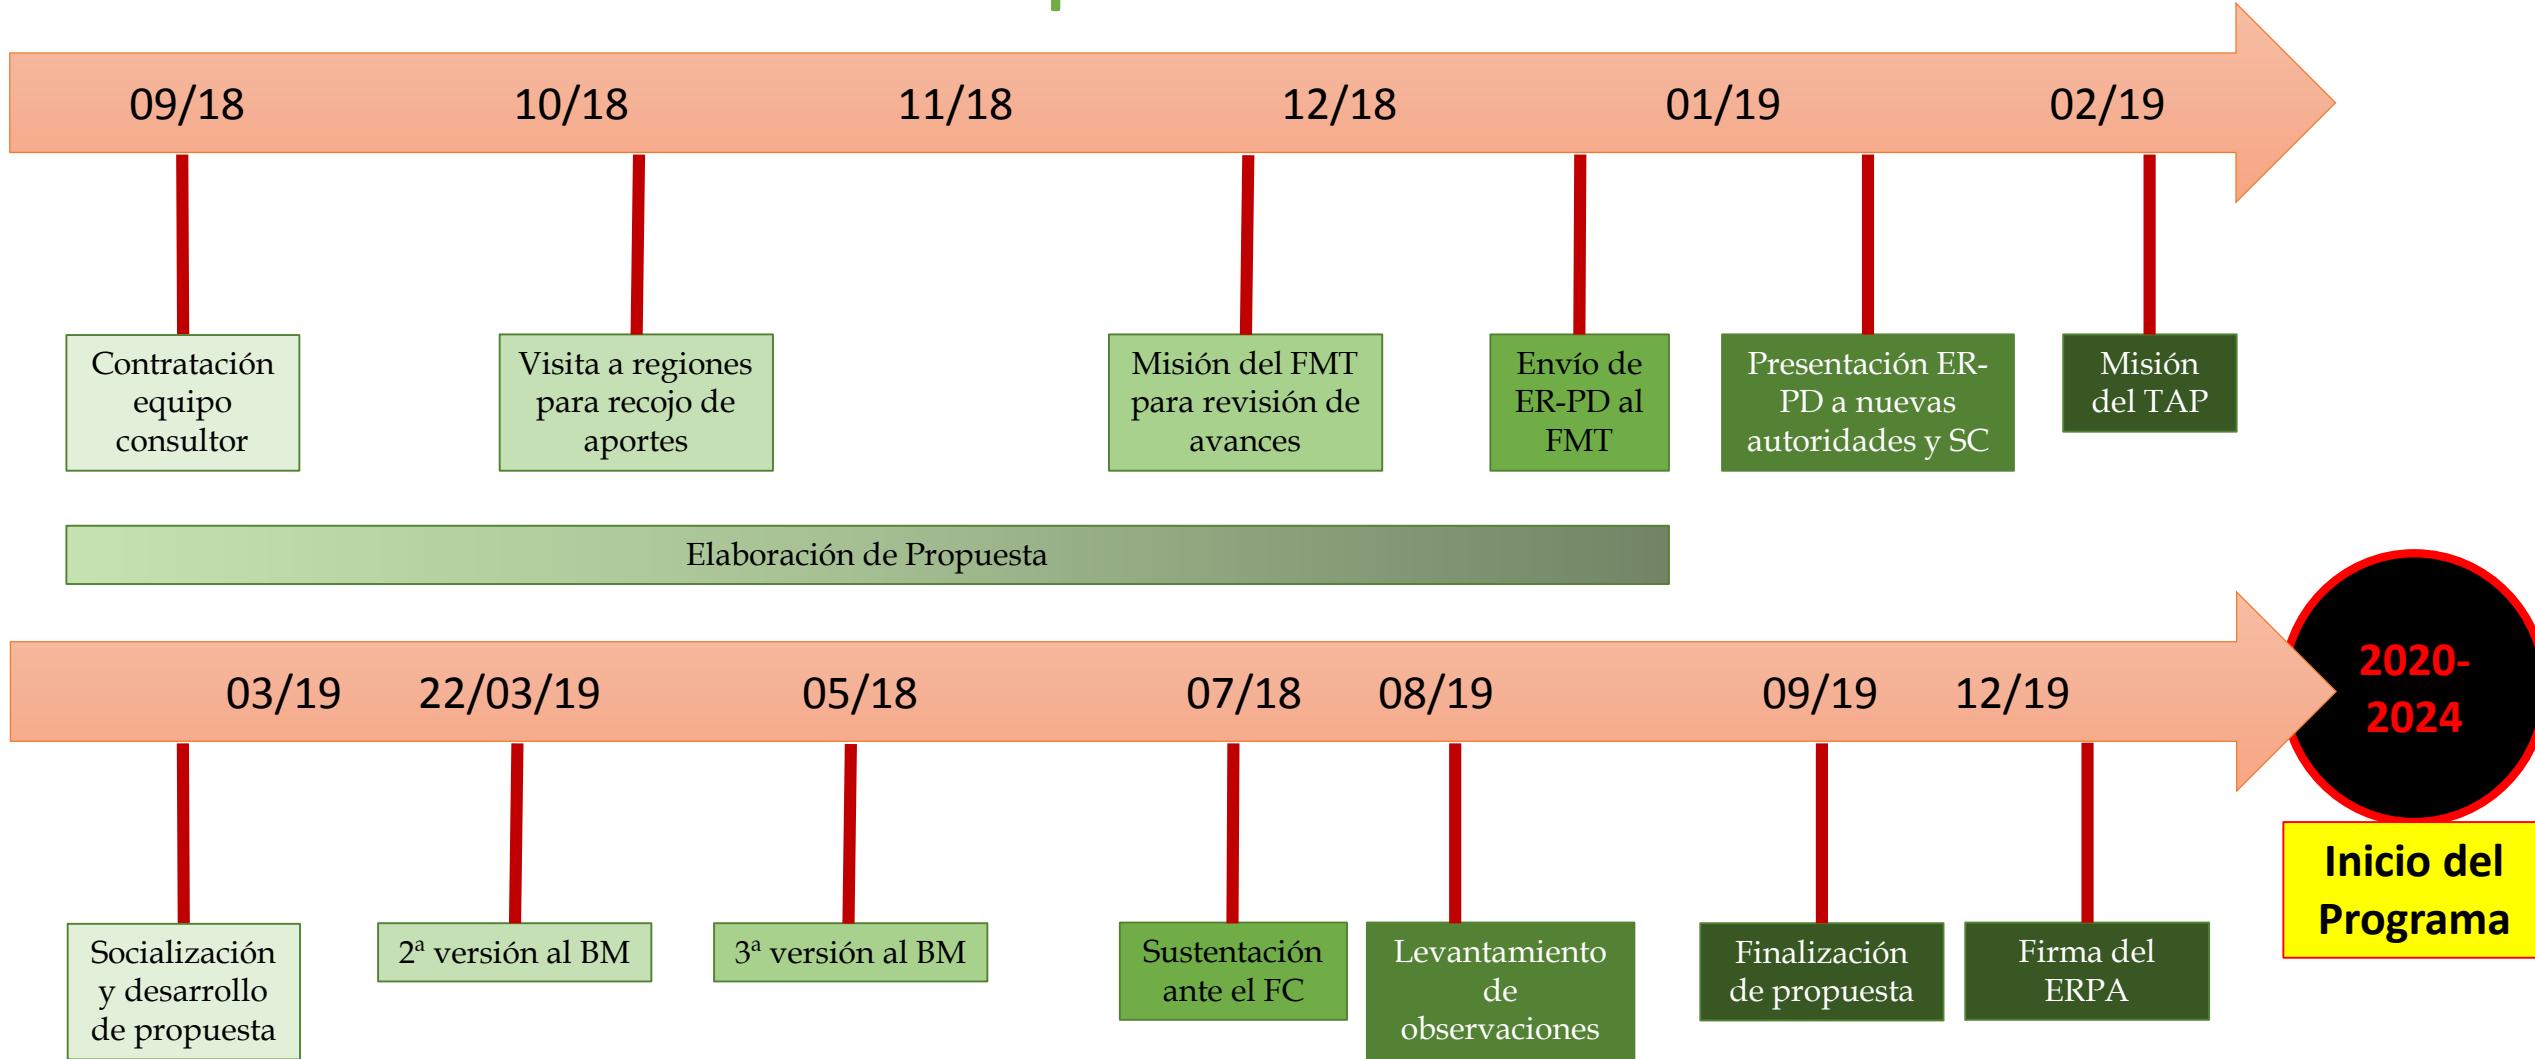 09/18 10/18 11/18 12/18 01/19 02/19
Contratación
equipo
consultor
Visita a regiones
para recojo de
aportes
Misión del FMT
para revisión de
avances
Envío de
ER-PD al
FMT
Presentación ER-
PD a nuevas
autoridades y SC
Misión
del TAP
Elaboración de Propuesta
03/19 22/03/19 05/18 07/18 08/19 09/19 12/19
2020-
2024
Inicio del
Programa
Socialización
y desarrollo
de propuesta
2ª versión al BM
3ª versión al BM
Sustentación
ante el FC
Levantamiento
de
observaciones
Finalización
de propuesta
Firma del
ERPA